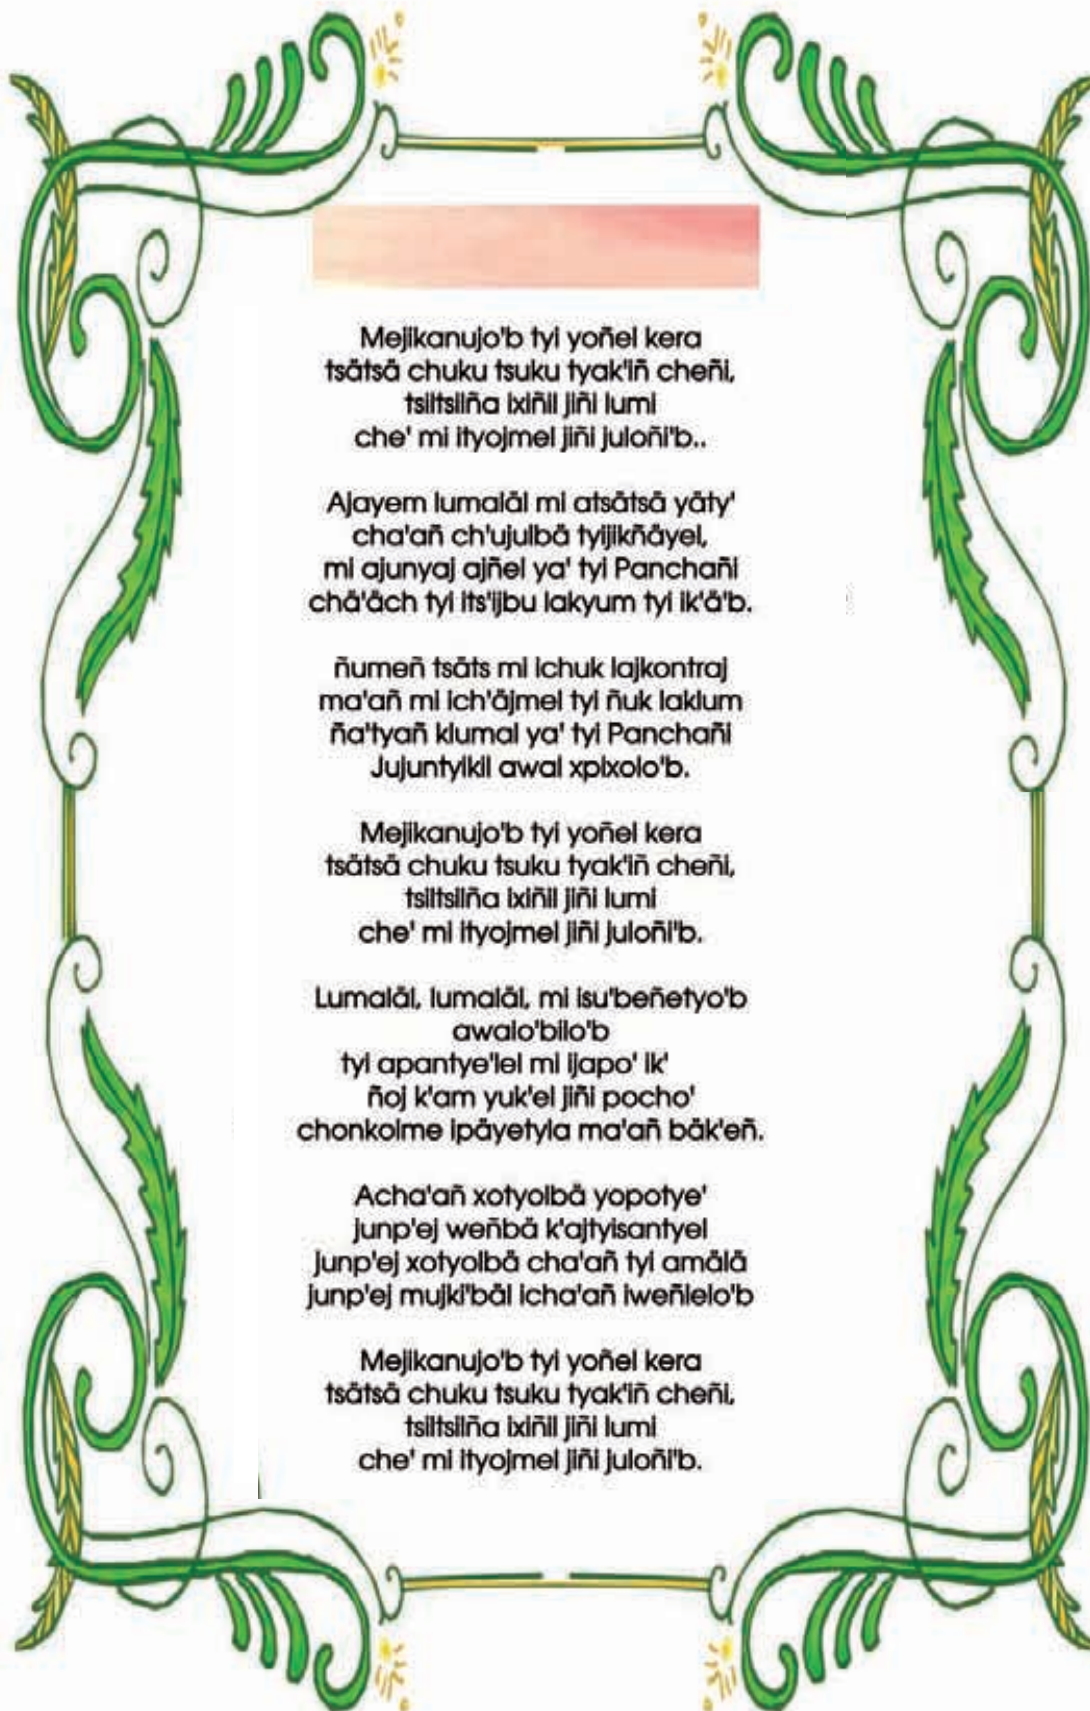 Mejikanujo'b tyi yoñel kera
tsätsä chuku tsuku tyak'iñ cheñi,
tsiltsilña ixiñil jiñi lumi
che' mi ityojmel jiñi juloñi'b..

Ajayem lumaläl mi atsätsä yäty'
cha'añ ch'ujulbä tyijikñäyel,
mi ajunyaj ajñel ya' tyi Panchañi
chä'äch tyi its'ijbu lakyum tyi ik'ä'b.

ñumeñ tsäts mi ichuk lajkontraj
ma'añ mi ich'äjmel tyi ñuk laklum
ña'tyañ klumal ya' tyi Panchañi
Jujuntyikil awal xpixolo'b.

Mejikanujo'b tyi yoñel kera
tsätsä chuku tsuku tyak'iñ cheñi,
tsiltsilña ixiñil jiñi lumi
che' mi ityojmel jiñi juloñi'b.

Lumaläl, lumaläl, mi isu'beñetyo'b
awalo'bilo'b
tyi apantye'lel mi ijapo' ik'
ñoj k'am yuk'el jiñi pocho'
chonkolme ipäyetyla ma'añ bäk'eñ.

Acha'añ xotyolbä yopotye'
junp'ej weñbä k'ajtyisantyel
junp'ej xotyolbä cha'añ tyi amälä
junp'ej mujki'bäl icha'añ iweñlelo'b

Mejikanujo'b tyi yoñel kera
tsätsä chuku tsuku tyak'iñ cheñi,
tsiltsilña ixiñil jiñi lumi
che' mi ityojmel jiñi juloñi'b.